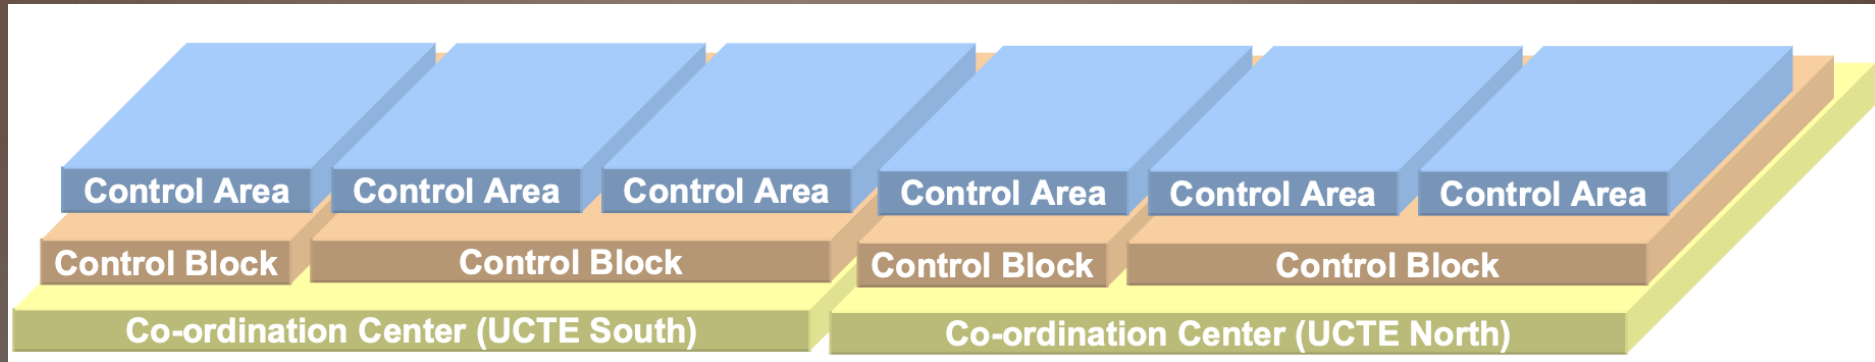 Control Area Control Area Control Area Control Area Control Area Control Area
Control Block Control Block Control Block Control Block
Co-ordination Center (UCTE South) Co-ordination Center (UCTE North)